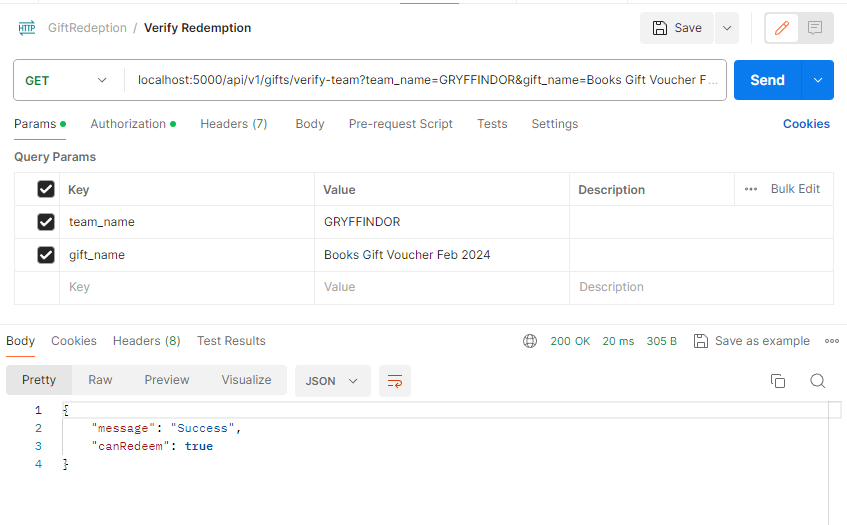 HTTP GiftRedeption / Verify Redemption Save
GET localhost:5000/api/v1/gifts/verify-team?team_name=GRYFFINDOR&gift_name=Books Gift Voucher F... Send
Params Authorization Headers (7) Body Pre-request Script Tests Settings Cookies
Query Params
Key Value Description ••• Bulk Edit
team_name GRYFFINDOR
gift_name Books Gift Voucher Feb 2024
Key Value Description
Body Cookies Headers (8) Test Results 200 OK 20 ms 305 B Save as example •••
Pretty Raw Preview Visualize JSON
1 {
2 "message": "Success",
3 "canRedeem": true
4 }